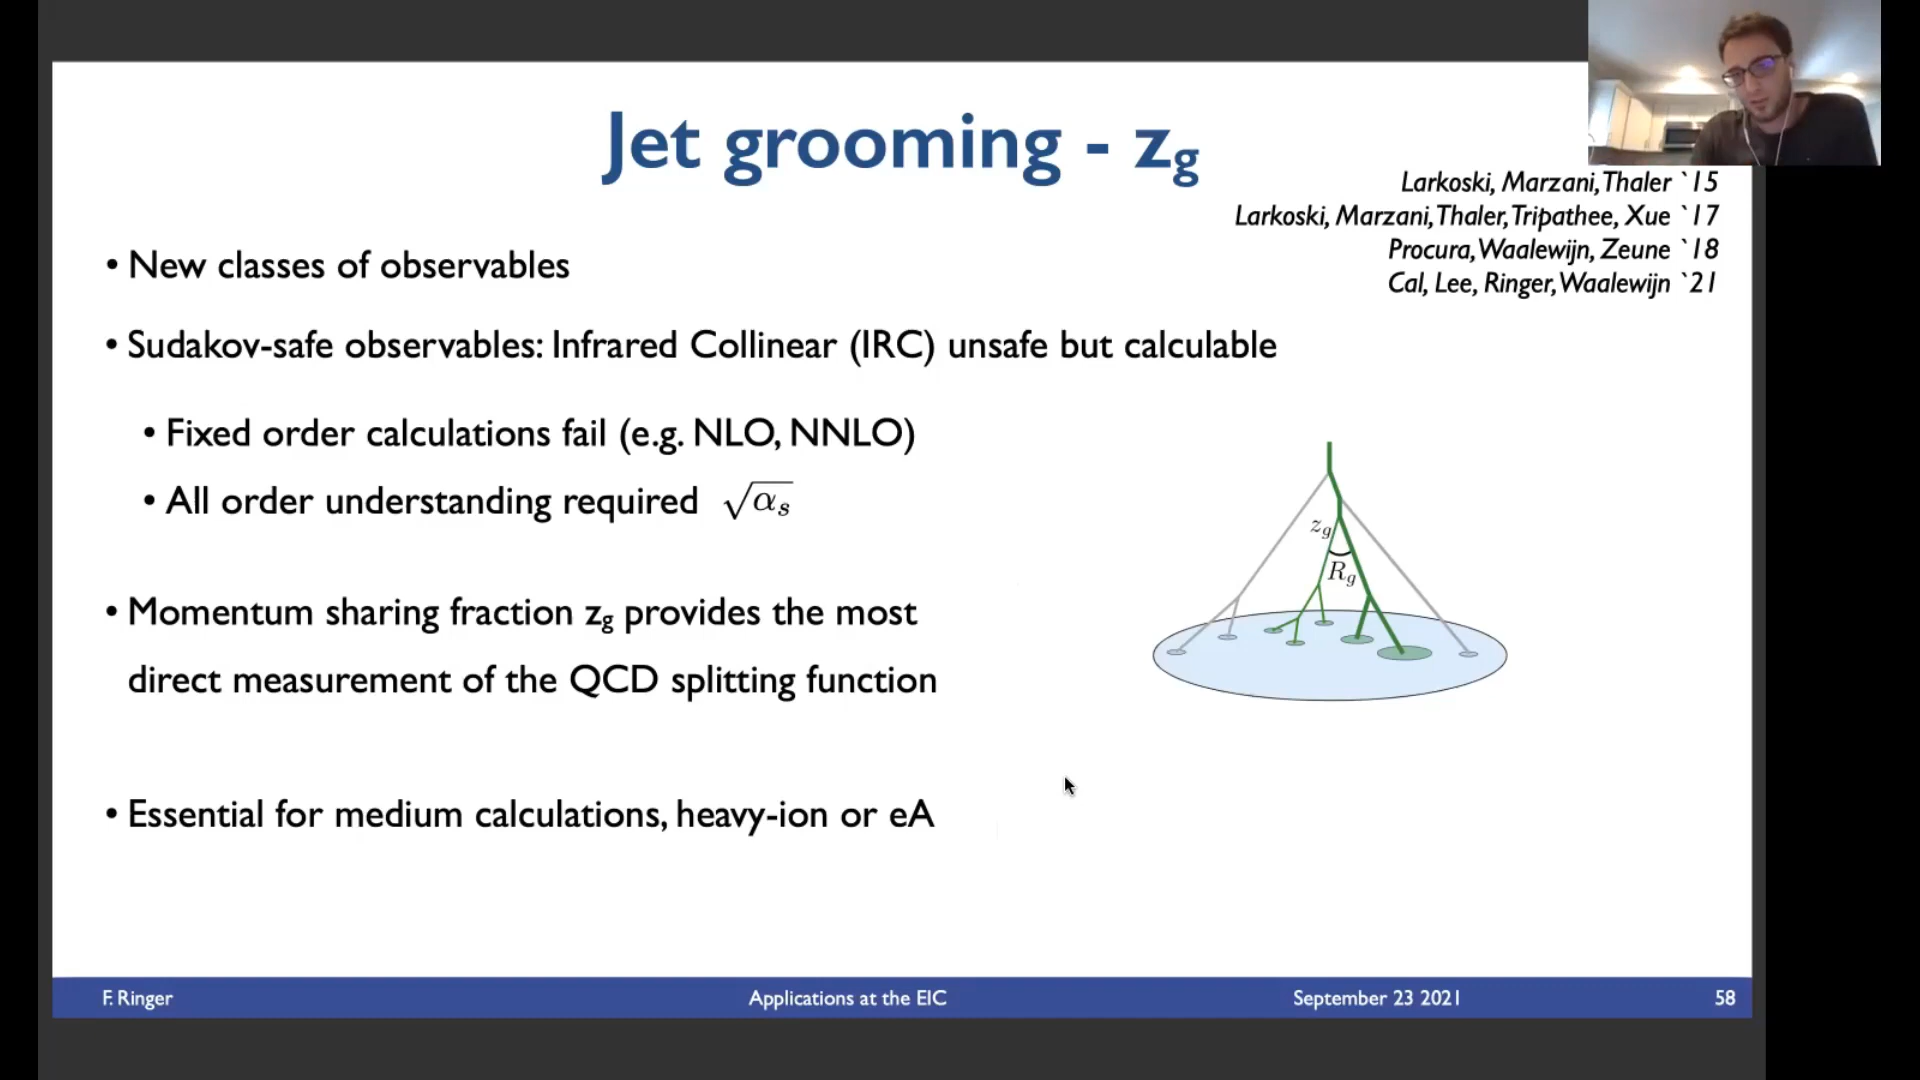 Jet grooming - zg
Larkoski, Marzani, Thaler `15
Larkoski, Marzani, Thaler, Tripathee, Xue `17
Procura, Waalewijn, Zeune `18
Cal, Lee, Ringer, Waalewijn `21
• New classes of observables
• Sudakov-safe observables: Infrared Collinear (IRC) unsafe but calculable
• Fixed order calculations fail (e.g. NLO, NNLO)
• All order understanding required √αs
zg
Rg
• Momentum sharing fraction zg provides the most
direct measurement of the QCD splitting function
• Essential for medium calculations, heavy-ion or eA
F. Ringer
Applications at the EIC
September 23 2021
58